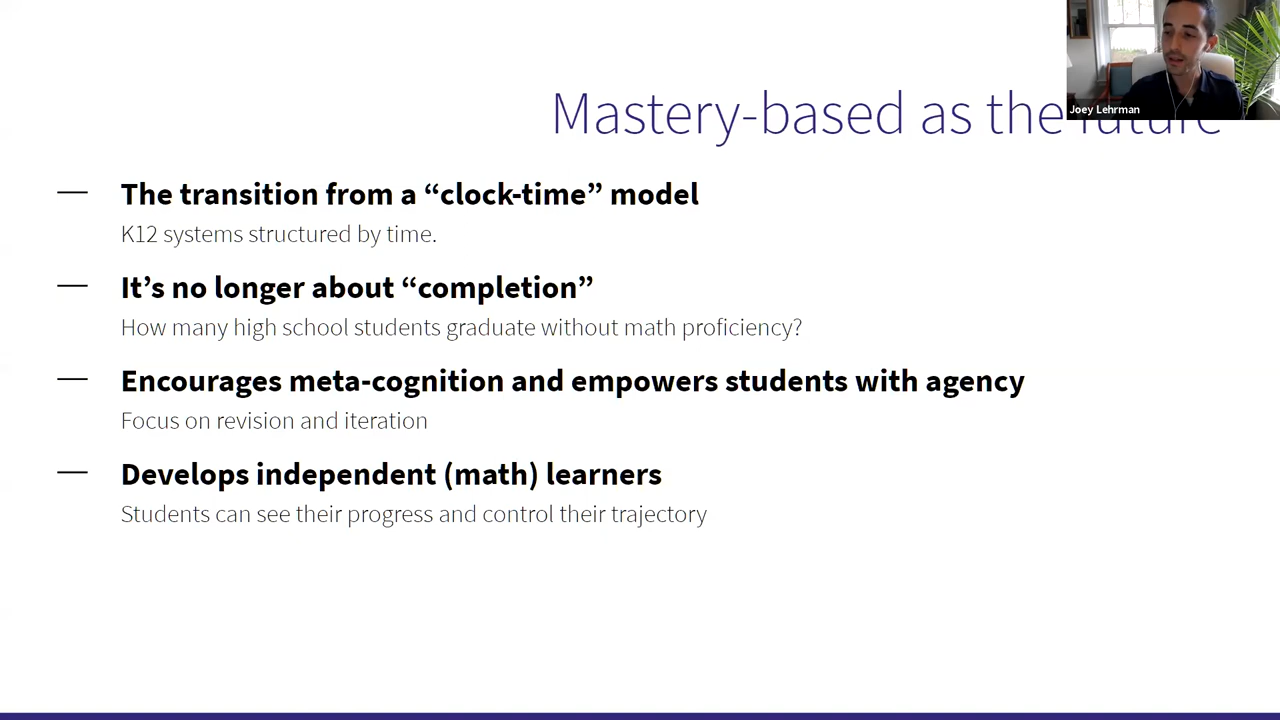 Joey Lehrman
Mastery-based as the future
The transition from a “clock-time” model
K12 systems structured by time.
It’s no longer about “completion”
How many high school students graduate without math proficiency?
Encourages meta-cognition and empowers students with agency
Focus on revision and iteration
Develops independent (math) learners
Students can see their progress and control their trajectory